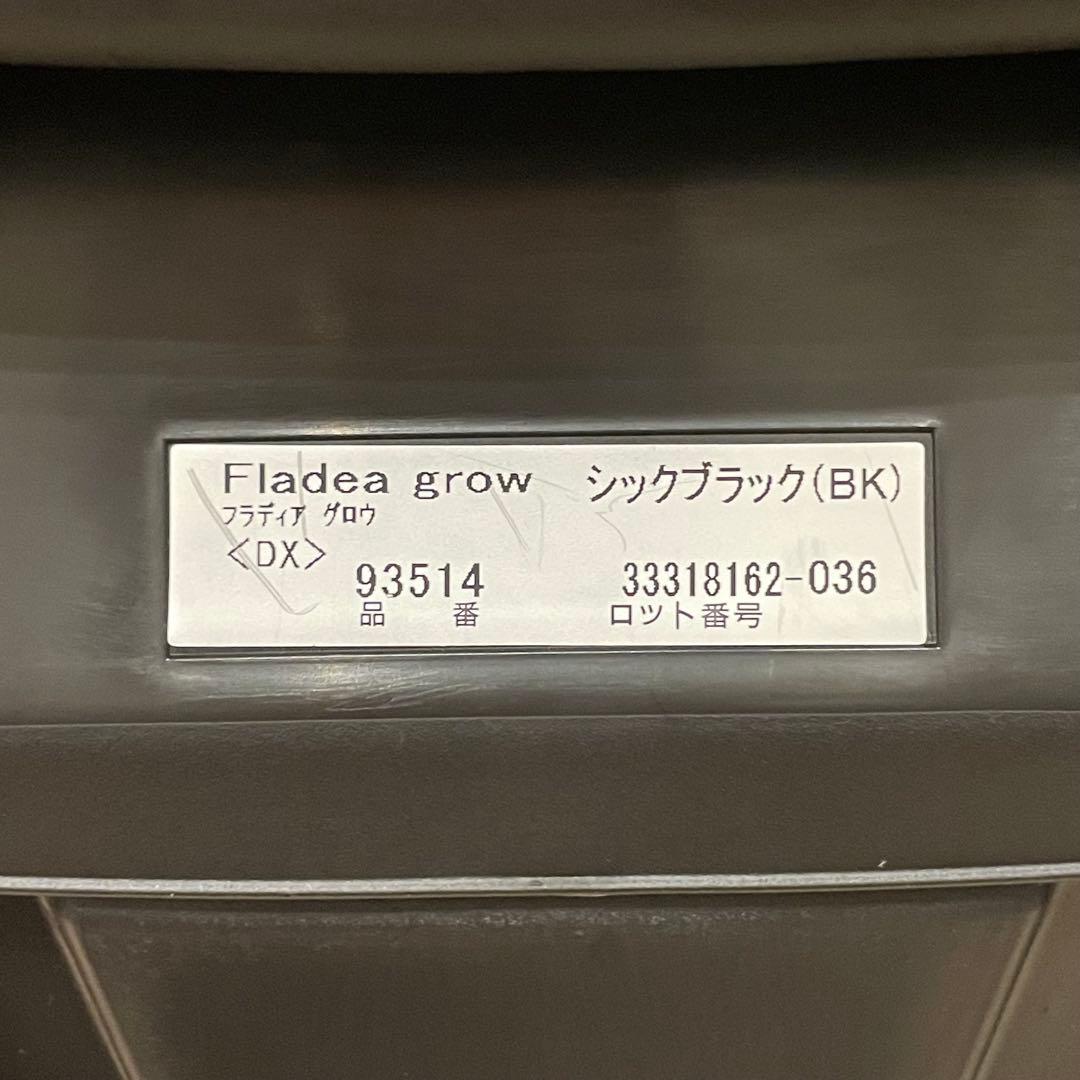 Fladea grow シックブラック(BK)
フラディア グロウ
<DX>
93514 33318162-036
品 番 ロット番号